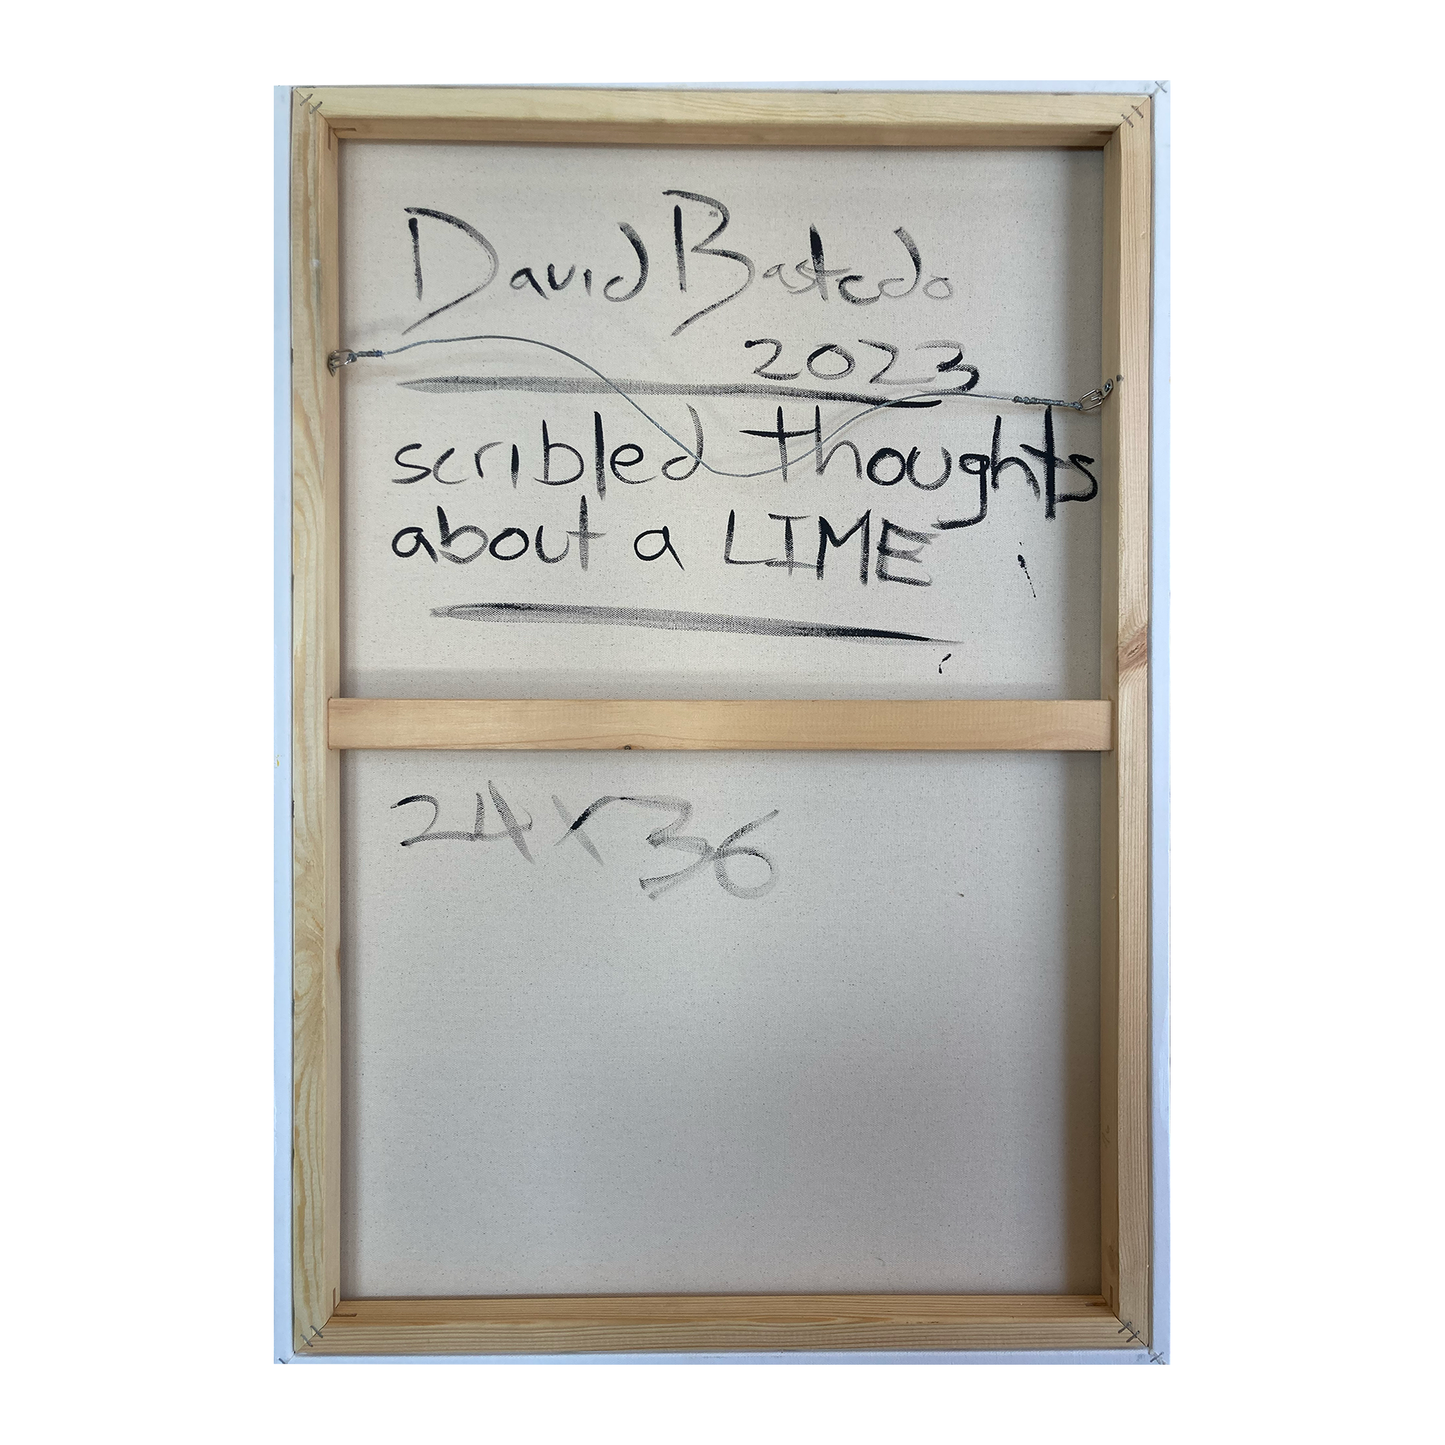 David Bastedo
2023
scribled thoughts
about a LIME
24x36